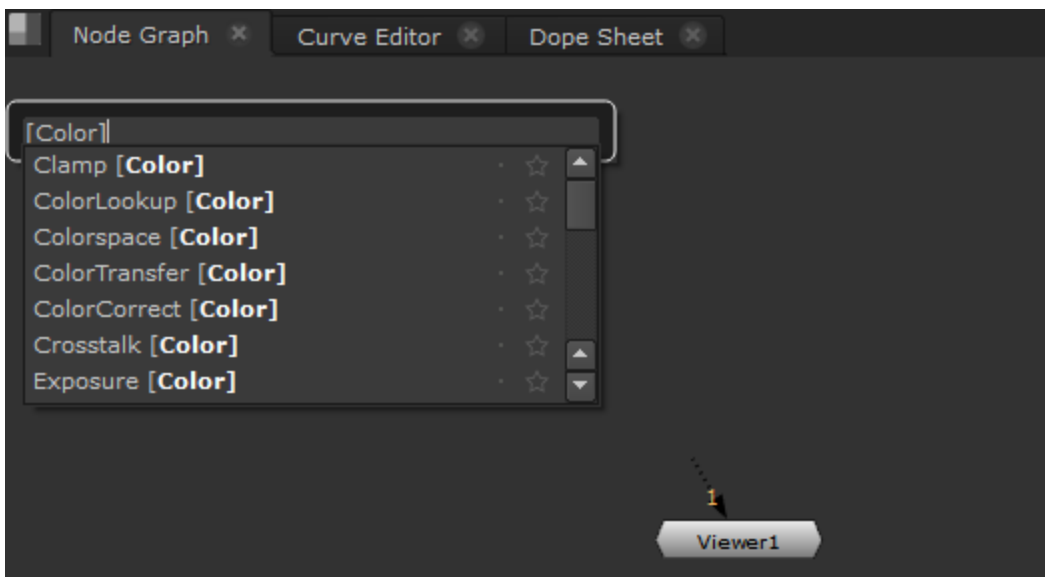 Node Graph
Curve Editor
Dope Sheet
[Color]
Clamp [Color]
ColorLookup [Color]
Colorspace [Color]
ColorTransfer [Color]
ColorCorrect [Color]
Crosstalk [Color]
Exposure [Color]
1
Viewer1